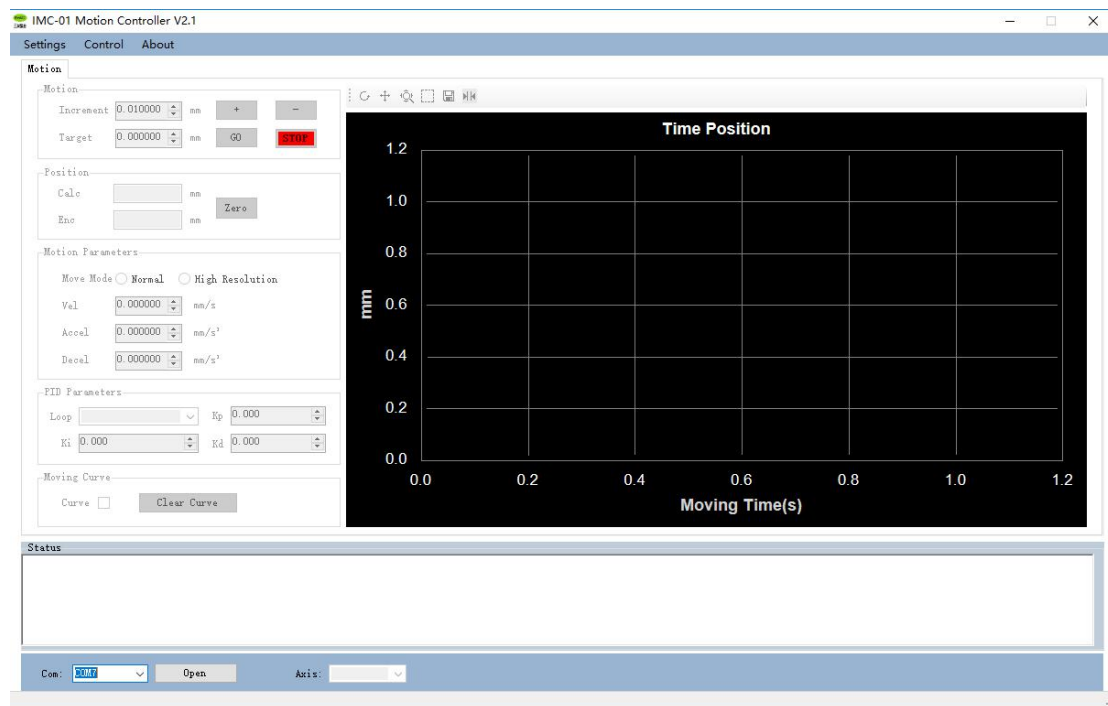 IMC-01 Motion Controller V2.1
Settings Control About
Motion
Motion
Increment 0.010000 mm + -
Target 0.000000 mm GO STOP
Position
Calc mm
Zero
Enc mm
Motion Parameters
Move Mode Normal High Resolution
Vel 0.000000 mm/s
Accel 0.000000 mm/s²
Decel 0.000000 mm/s²
PID Parameters
Loop Kp 0.000
Ki 0.000 Kd 0.000
Moving Curve
Curve Clear Curve
Time Position
1.2
1.0
0.8
0.6
0.4
0.2
0.0
mm
0.0 0.2 0.4 0.6 0.8 1.0 1.2
Moving Time(s)
Status
Com: COM7 Open Axis: